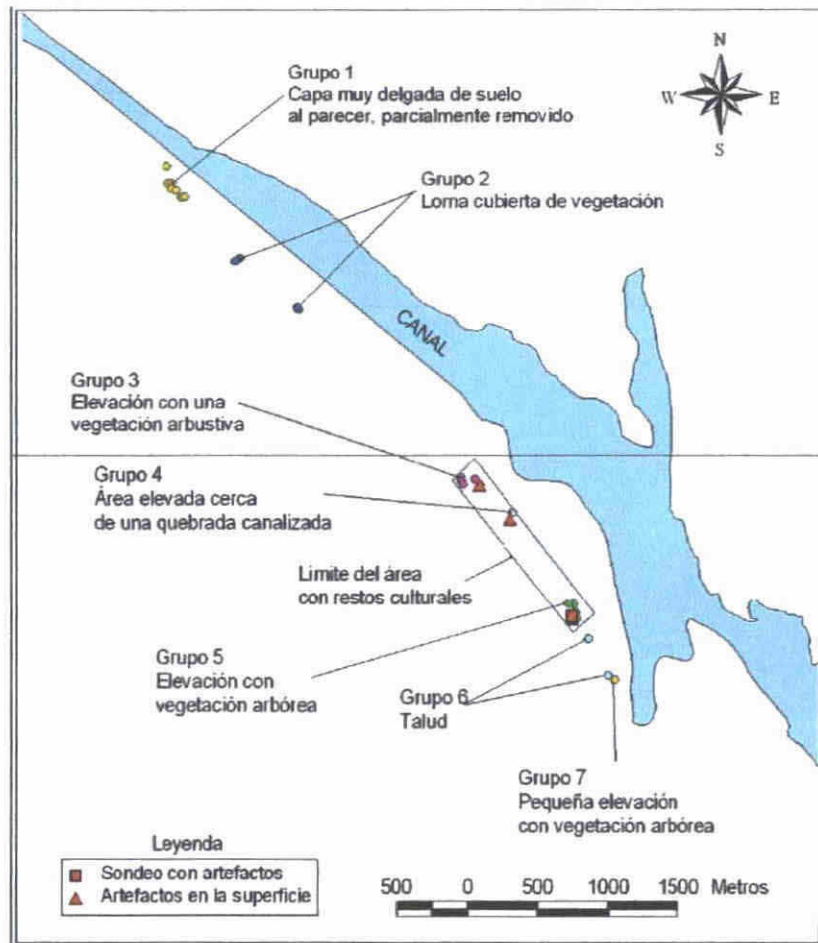 N
W E
S
Grupo 1
Capa muy delgada de suelo
al parecer, parcialmente removido
Grupo 2
Loma cubierta de vegetación
CANAL
Grupo 3
Elevación con una
vegetación arbustiva
Grupo 4
Área elevada cerca
de una quebrada canalizada
Limite del área
con restos culturales
Grupo 5
Elevación con
vegetación arbórea
Grupo 6
Talud
Grupo 7
Pequeña elevación
con vegetación arbórea
Leyenda
Sondeo con artefactos
Artefactos en la superficie
500 0 500 1000 1500 Metros